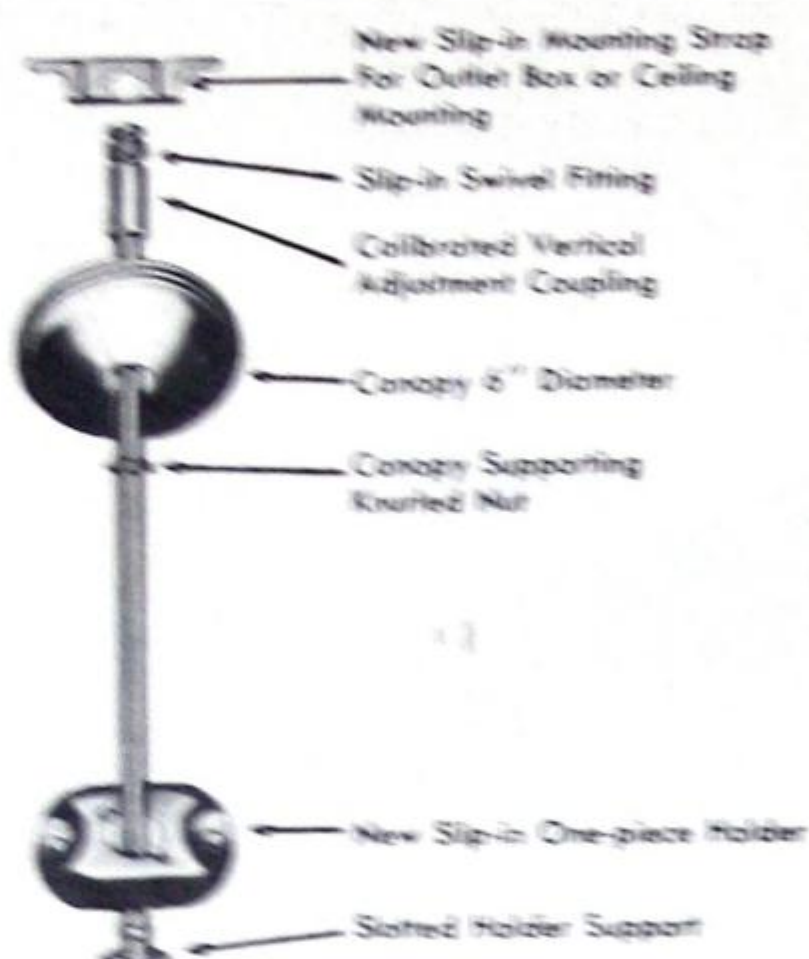 New Slip-in Mounting Strap
For Outlet Box or Ceiling
Mounting
Slip-in Swivel Fitting
Calibrated Vertical
Adjustment Coupling
Canopy 6" Diameter
Canopy Supporting
Knurled Nut
New Slip-in One-piece Holder
Slotted Holder Support